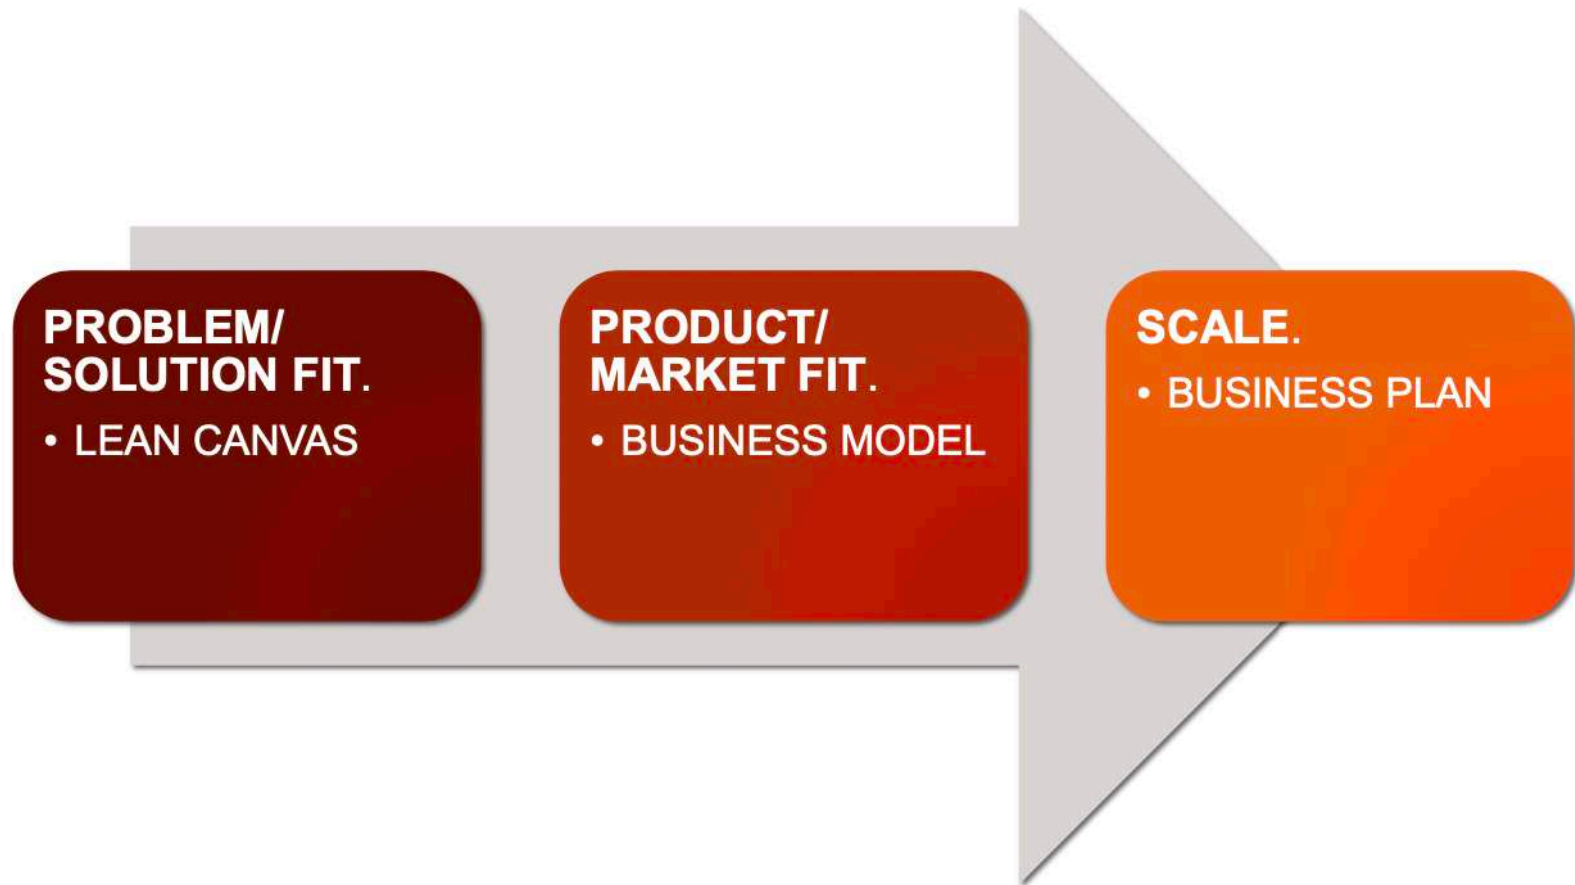 PROBLEM/
SOLUTION FIT.
• LEAN CANVAS
PRODUCT/
MARKET FIT.
• BUSINESS MODEL
SCALE.
• BUSINESS PLAN